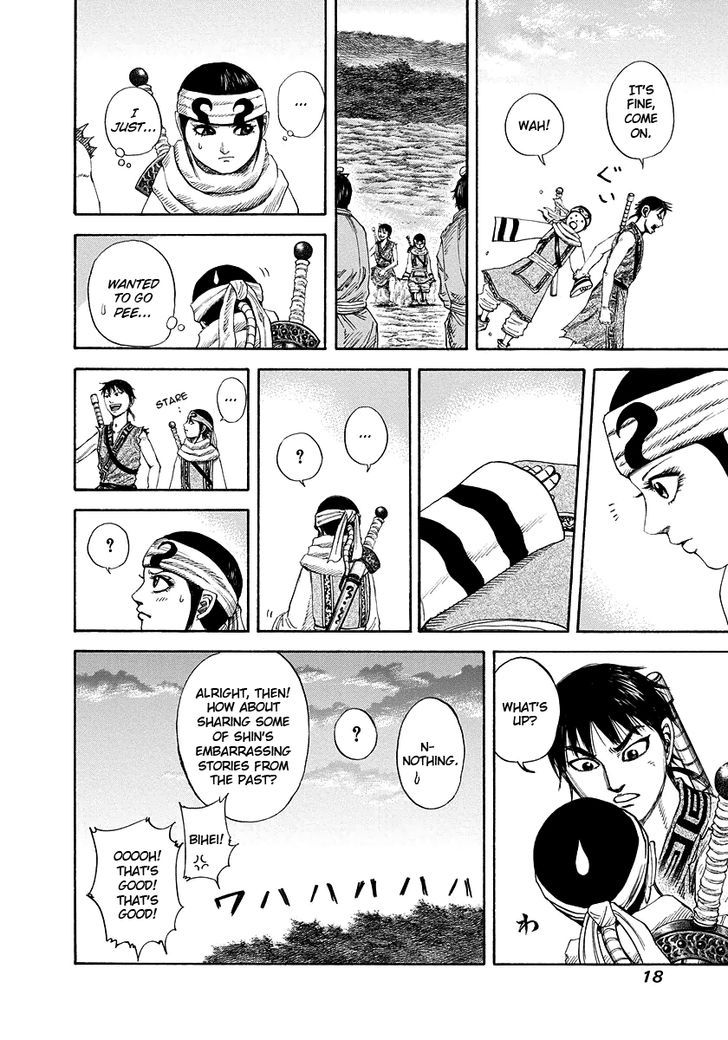 IT'S
FINE,
COME
ON.
WAH!
ぐい
...
I
JUST...
WANTED
TO GO
PEE...
...
?
...
STARE
?
WHAT'S
UP?
わ
N-
NOTHING.
?
ALRIGHT, THEN!
HOW ABOUT
SHARING SOME
OF SHIN'S
EMBARRASSING
STORIES FROM
THE PAST?
BIHEI!
OOOOH!
THAT'S
GOOD!
THAT'S
GOOD!
ワハハハハハ
18